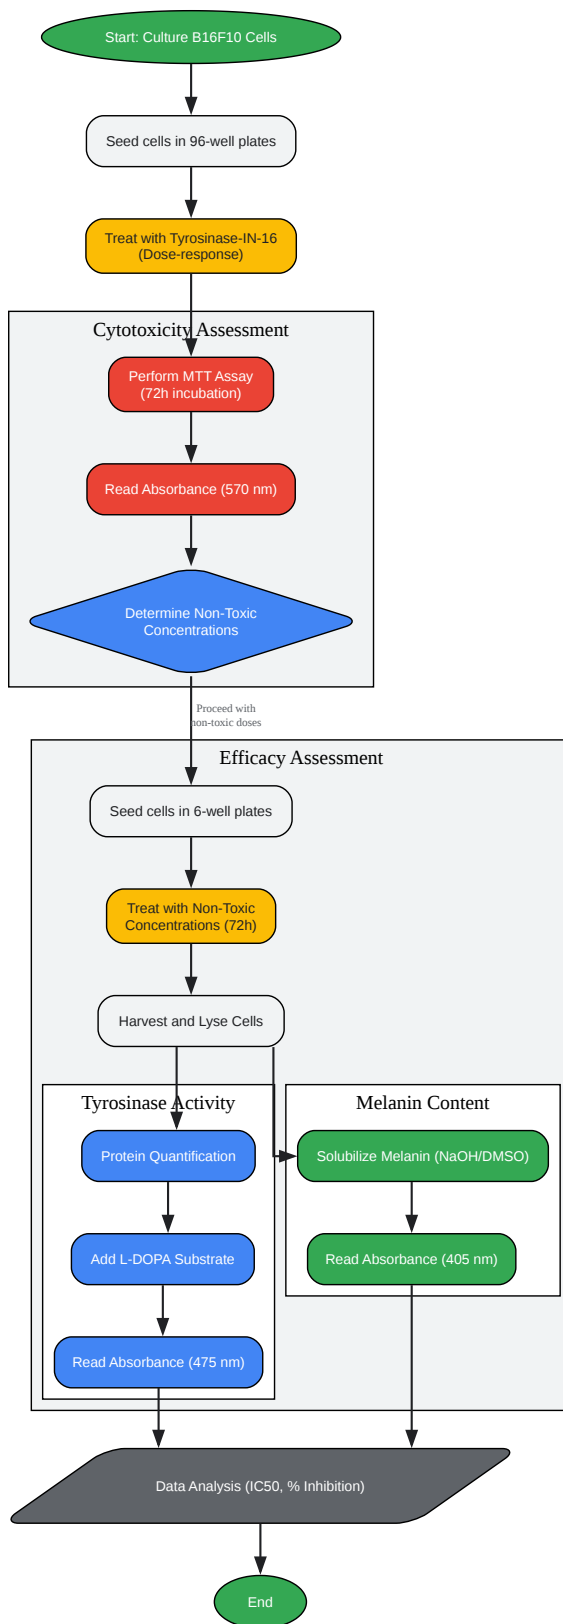 Start: Culture B16F10 Cells
Seed cells in 96-well plates
Treat with Tyrosinase-IN-16
(Dose-response)
Cytotoxicity Assessment
Perform MTT Assay
(72h incubation)
Read Absorbance (570 nm)
Determine Non-Toxic
Concentrations
Proceed with
non-toxic doses
Efficacy Assessment
Seed cells in 6-well plates
Treat with Non-Toxic
Concentrations (72h)
Harvest and Lyse Cells
Tyrosinase Activity
Protein Quantification
Add L-DOPA Substrate
Read Absorbance (475 nm)
Melanin Content
Solubilize Melanin (NaOH/DMSO)
Read Absorbance (405 nm)
Data Analysis (IC50, % Inhibition)
End